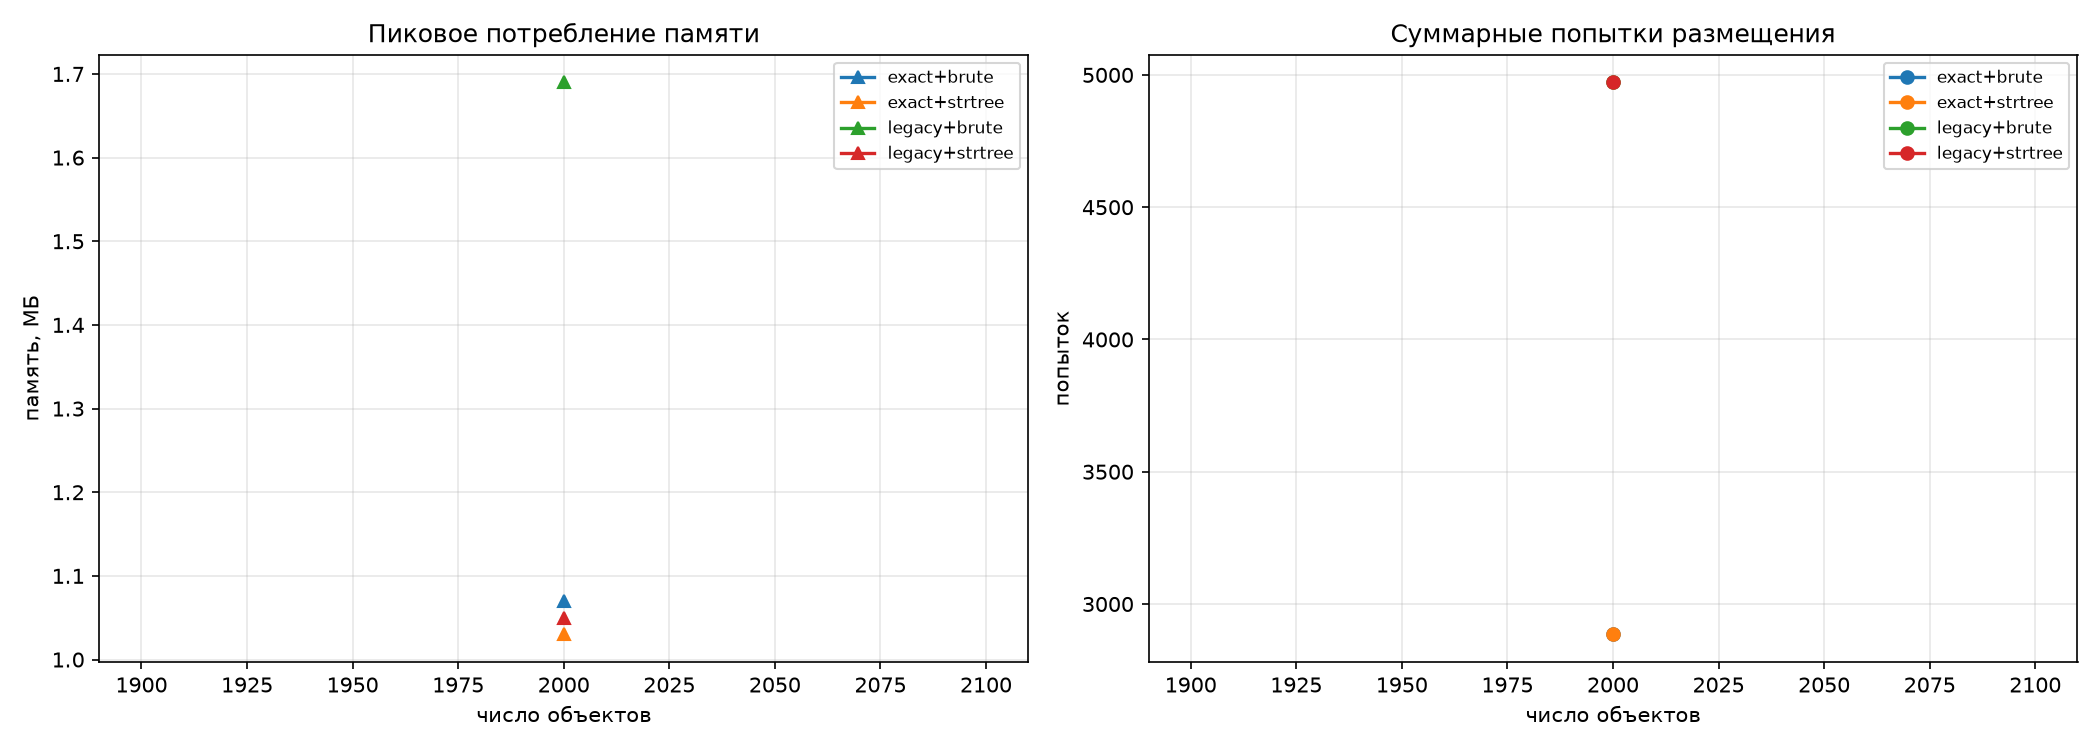 Пиковое потребление памяти
память, МБ
1.7
1.6
1.5
1.4
1.3
1.2
1.1
1.0
exact+brute
exact+strtree
legacy+brute
legacy+strtree
1900 1925 1950 1975 2000 2025 2050 2075 2100
число объектов
Суммарные попытки размещения
попыток
5000
4500
4000
3500
3000
exact+brute
exact+strtree
legacy+brute
legacy+strtree
1900 1925 1950 1975 2000 2025 2050 2075 2100
число объектов